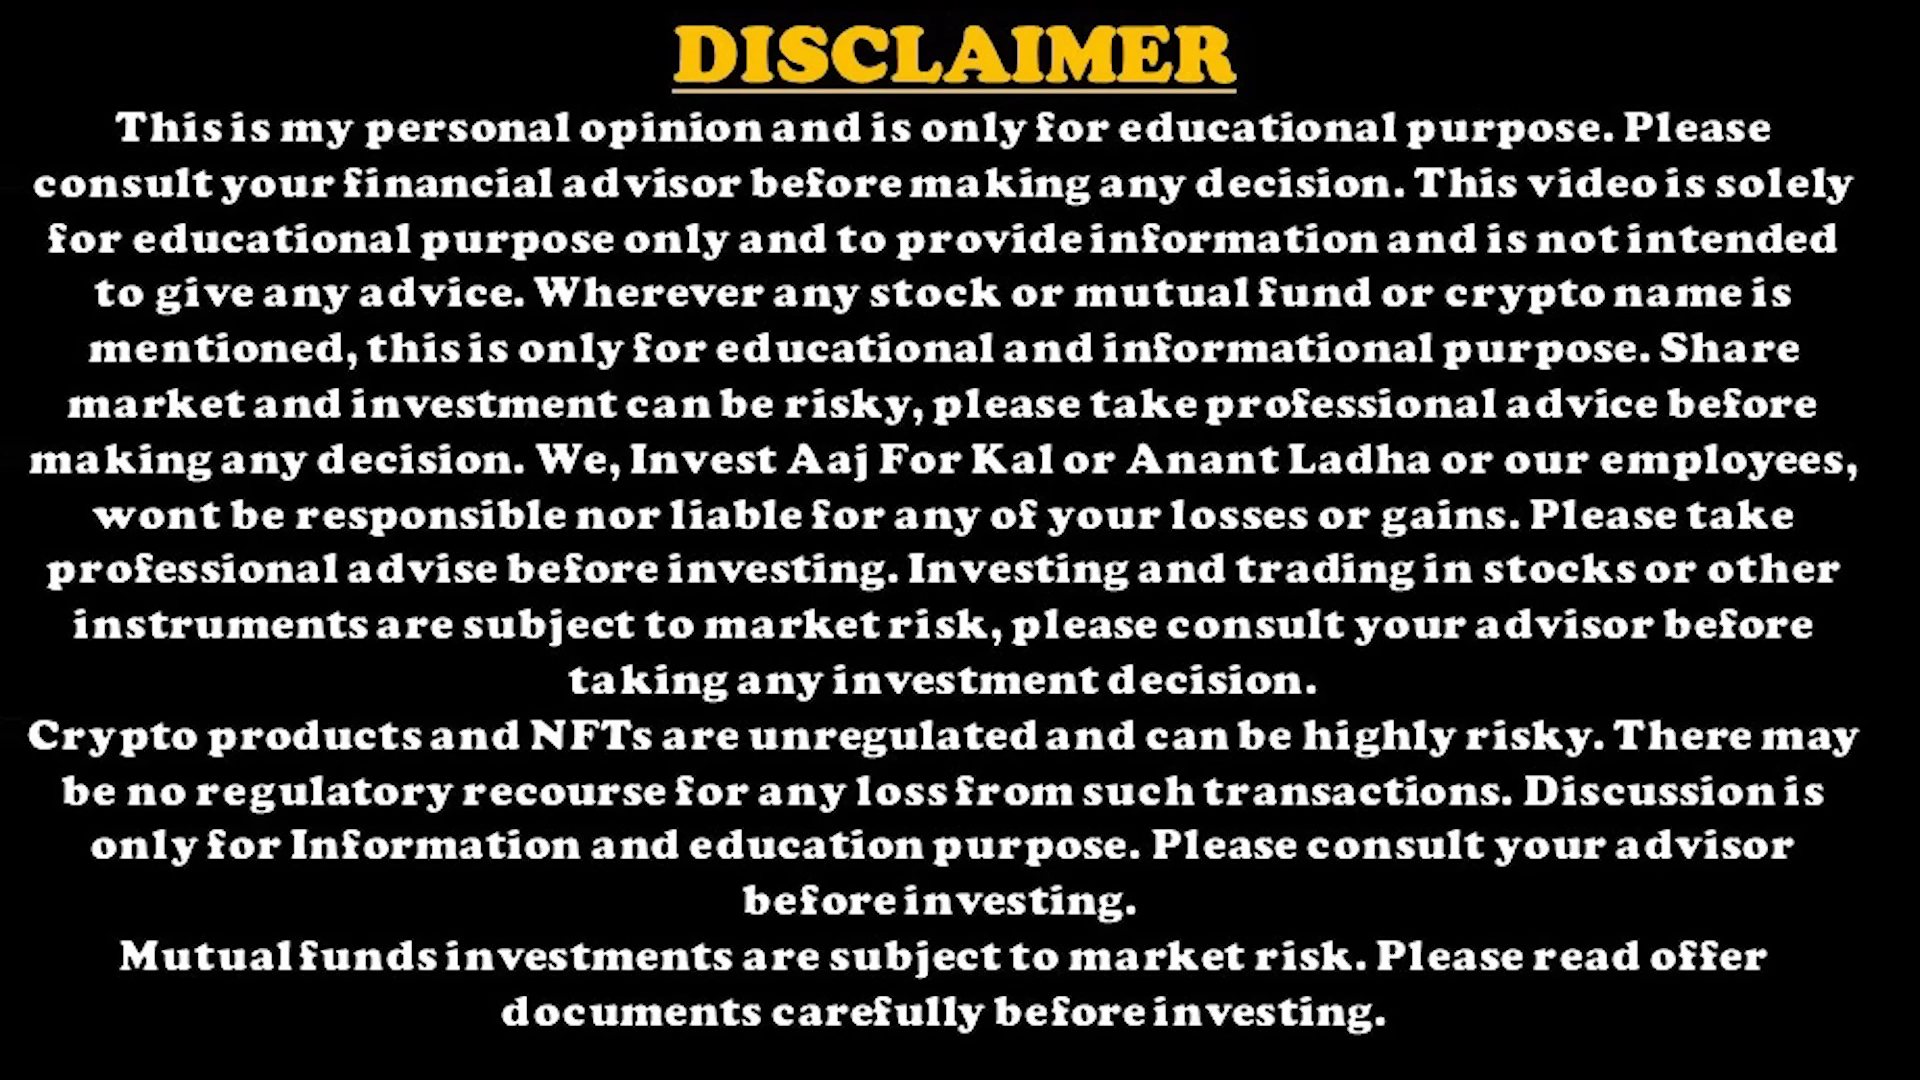 DISCLAIMER
This is my personal opinion and is only for educational purpose. Please
consult your financial advisor before making any decision. This video is solely
for educational purpose only and to provide information and is not intended
to give any advice. Wherever any stock or mutual fund or crypto name is
mentioned, this is only for educational and informational purpose. Share
market and investment can be risky, please take professional advice before
making any decision. We, Invest Aaj For Kal or Anant Ladha or our employees,
wont be responsible nor liable for any of your losses or gains. Please take
professional advise before investing. Investing and trading in stocks or other
instruments are subject to market risk, please consult your advisor before
taking any investment decision.
Crypto products and NFTs are unregulated and can be highly risky. There may
be no regulatory recourse for any loss from such transactions. Discussion is
only for Information and education purpose. Please consult your advisor
before investing.
Mutual funds investments are subject to market risk. Please read offer
documents carefully before investing.